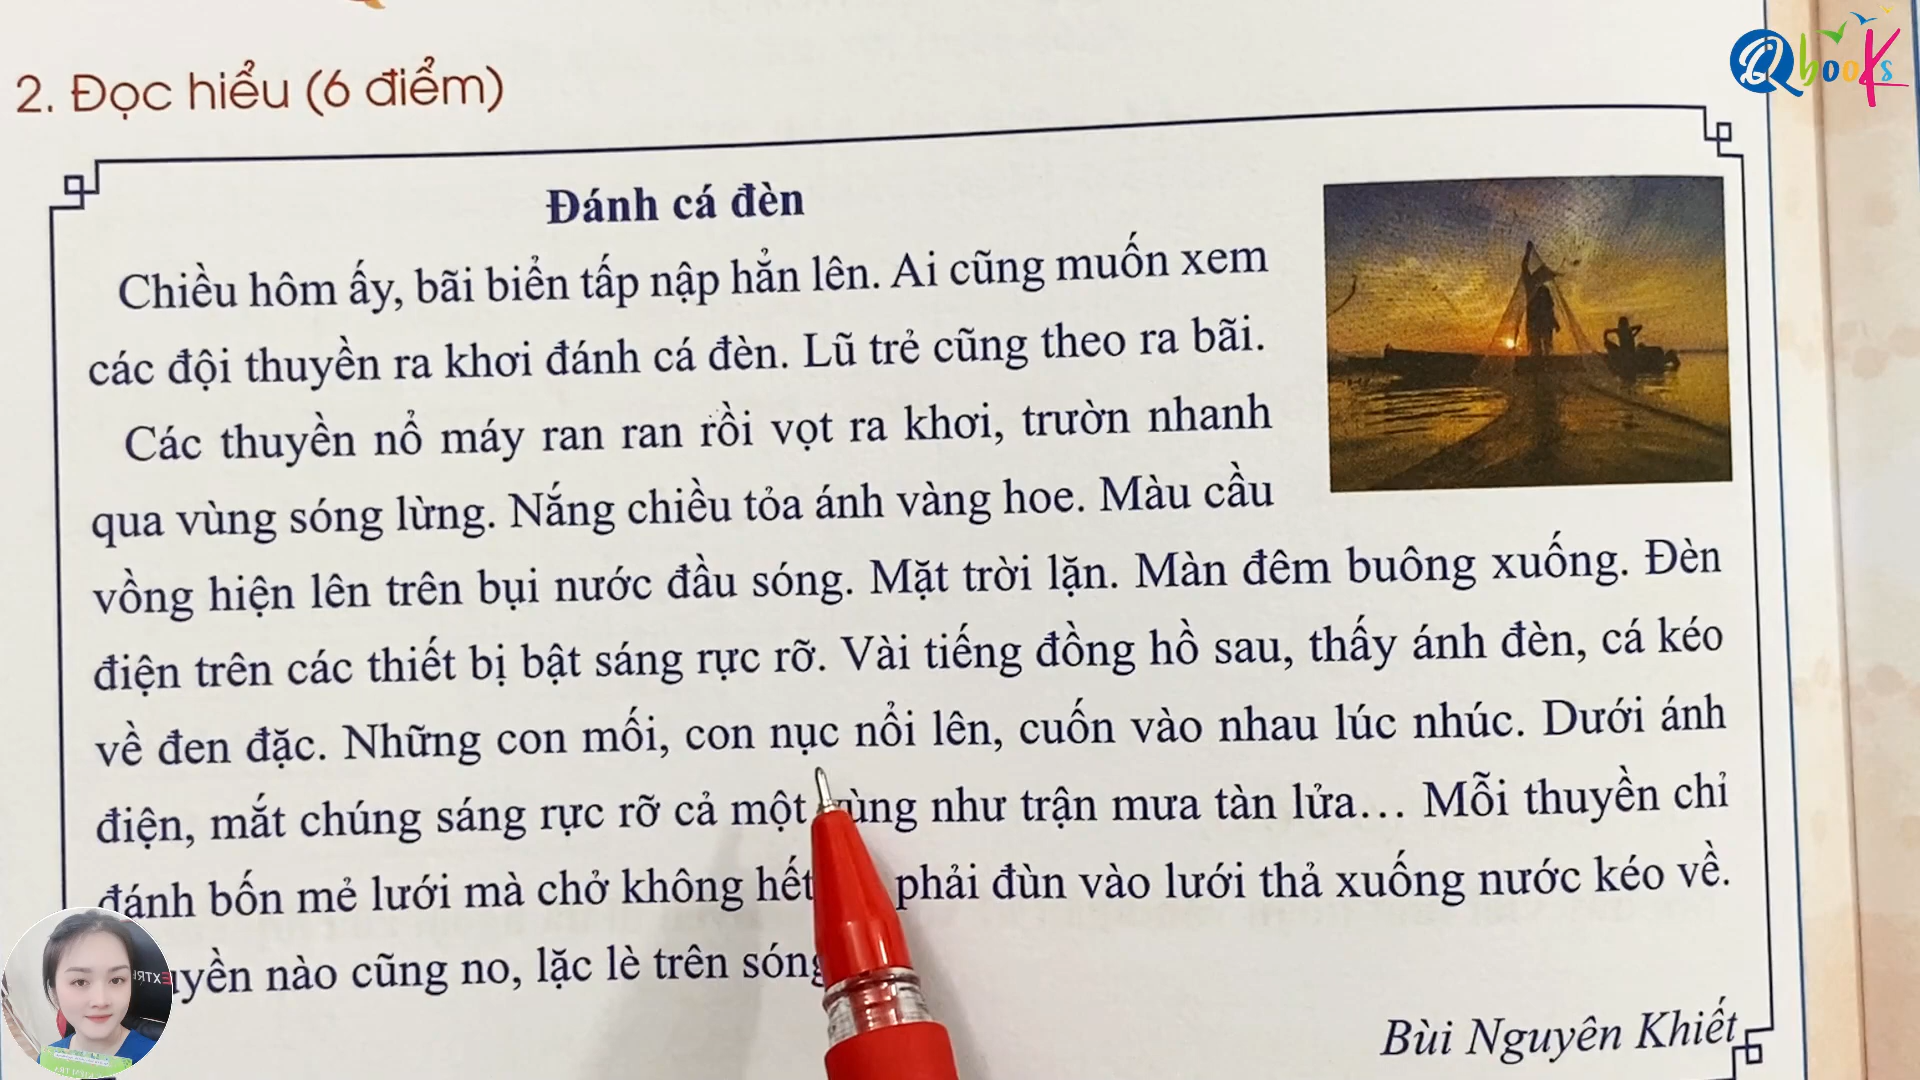 Qbooks
2. Đọc hiểu (6 điểm)
Đánh cá đèn
Chiều hôm ấy, bãi biển tấp nập hẳn lên. Ai cũng muốn xem
các đội thuyền ra khơi đánh cá đèn. Lũ trẻ cũng theo ra bãi.
Các thuyền nổ máy ran ran rồi vọt ra khơi, trườn nhanh
qua vùng sóng lừng. Nắng chiều tỏa ánh vàng hoe. Màu cầu
vồng hiện lên trên bụi nước đầu sóng. Mặt trời lặn. Màn đêm buông xuống. Đèn
điện trên các thiết bị bật sáng rực rỡ. Vài tiếng đồng hồ sau, thấy ánh đèn, cá kéo
về đen đặc. Những con mối, con nục nổi lên, cuốn vào nhau lúc nhúc. Dưới ánh
điện, mắt chúng sáng rực rỡ cả một vùng như trận mưa tàn lửa... Mỗi thuyền chỉ
đánh bốn mẻ lưới mà chở không hết phải đùn vào lưới thả xuống nước kéo về.
nào cũng no, lặc lè trên sóng
Bùi Nguyên Khiết